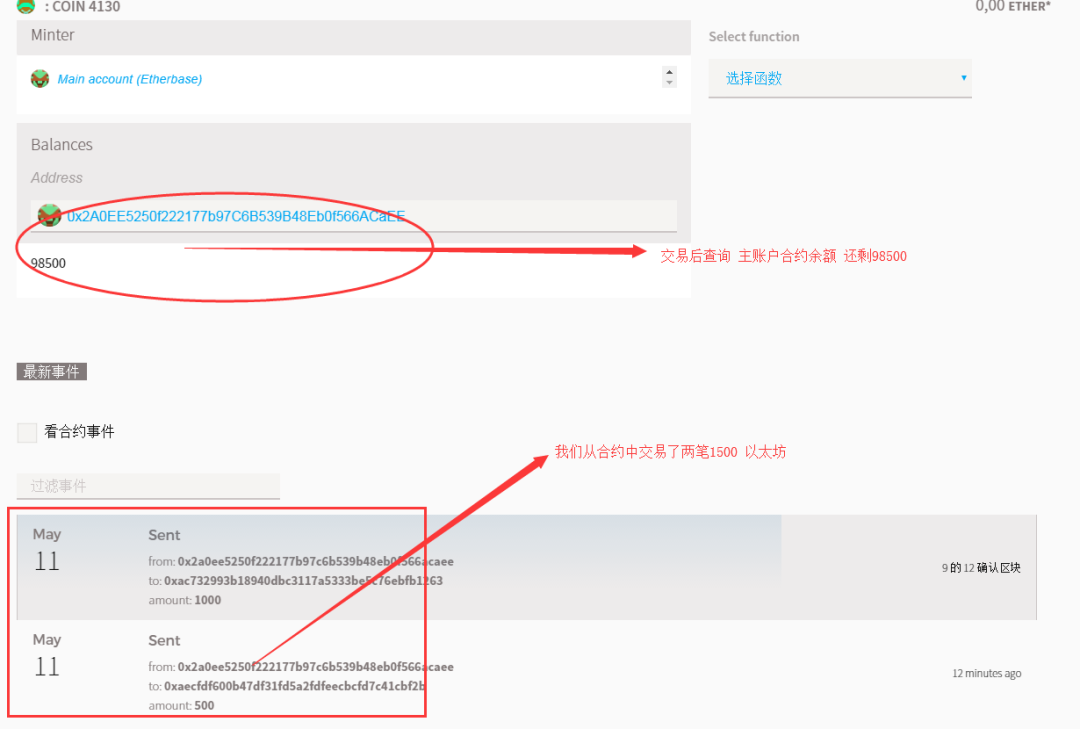 : COIN 4130
0,00 ETHER*
Minter
Select function
Main account (Etherbase)
选择函数
Balances
Address
0x2A0EE5250f222177b97C6B539B48Eb0f566ACaEE
98500
交易后查询 主账户合约余额 还剩98500
最新事件
看合约事件
我们从合约中交易了两笔1500 以太坊
过滤事件
May
11
Sent
from: 0x2a0ee5250f222177b97c6b539b48eb0f566acaee
to: 0xac732993b18940dbc3117a5333be5c76ebfb1263
amount: 1000
9 的 12 确认区块
May
11
Sent
from: 0x2a0ee5250f222177b97c6b539b48eb0f566acaee
to: 0xaecfdf600b47df31fd5a2fdfeecbcfd7c41cbf2b
amount: 500
12 minutes ago